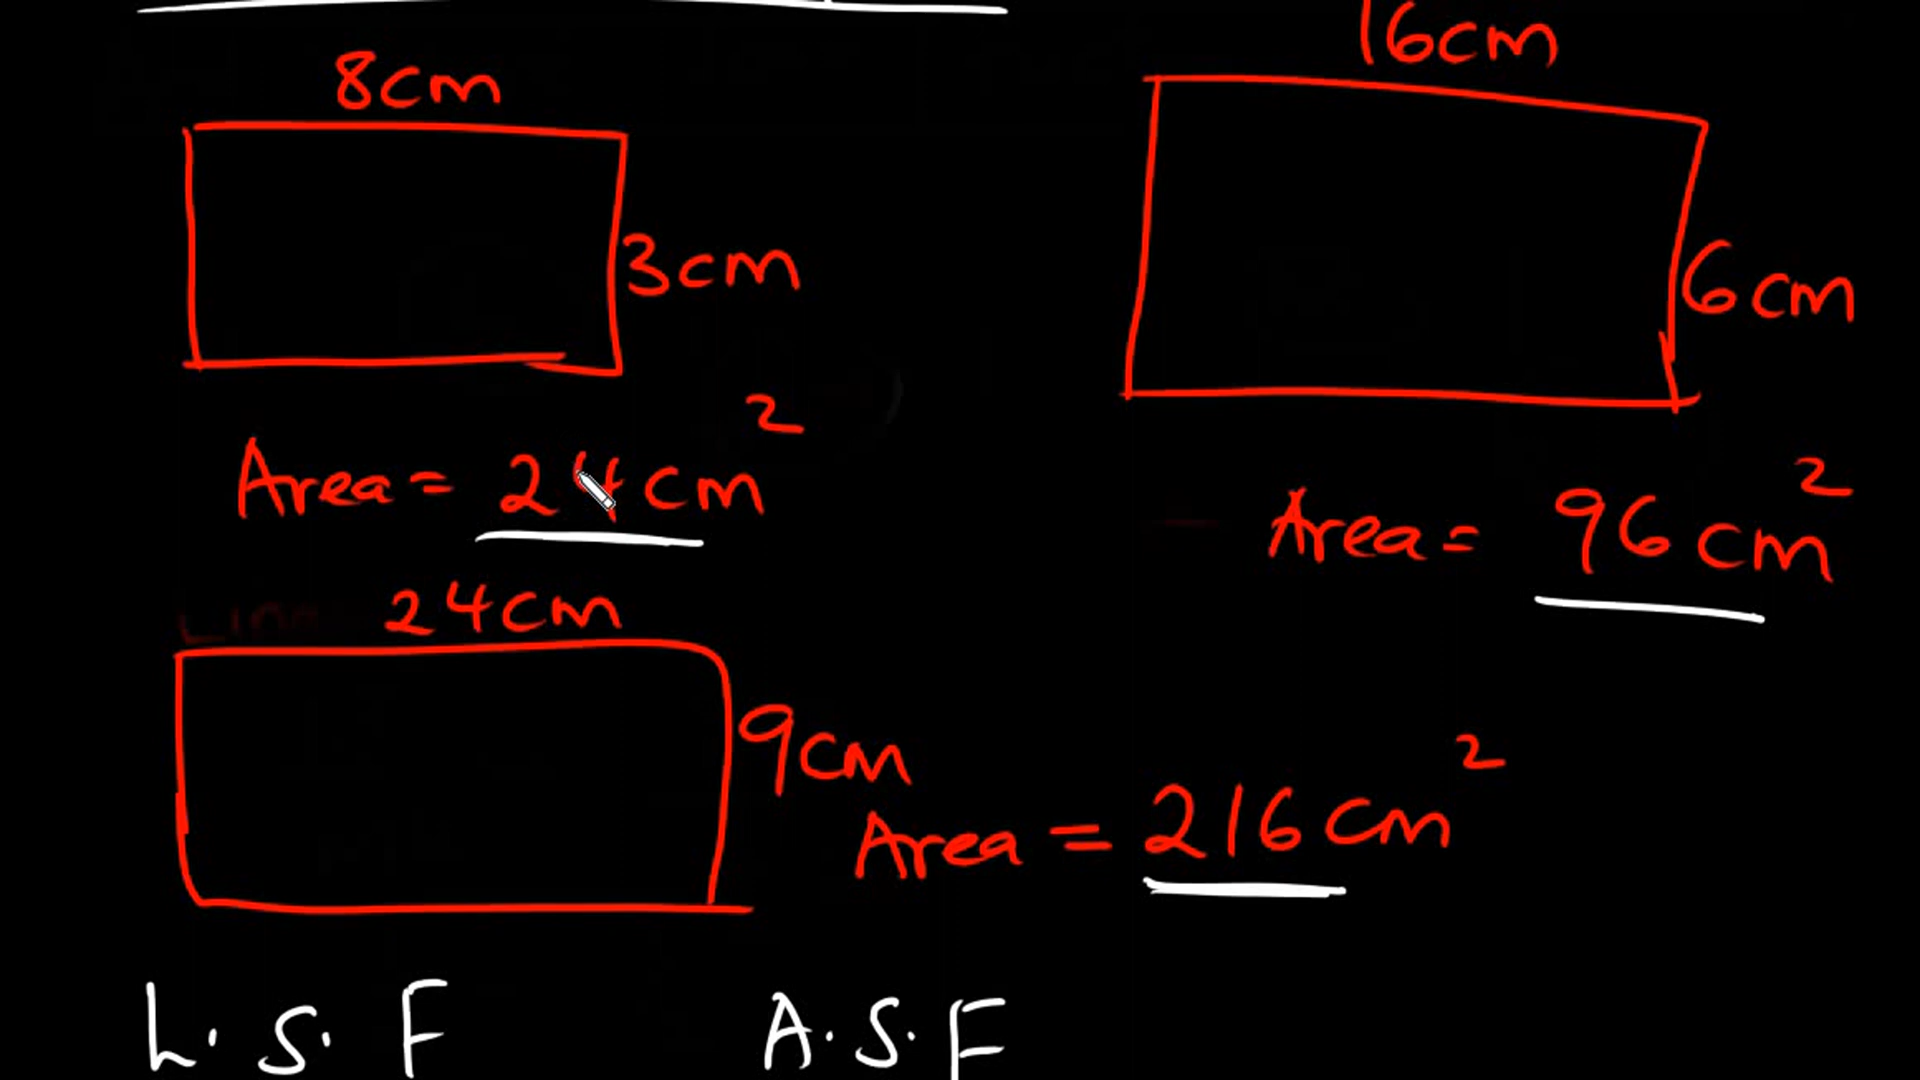 8cm
16cm
3cm
6cm
Area = 24cm²
Area = 96cm²
24cm
9cm
Area = 216cm²
L.S.F
A.S.F